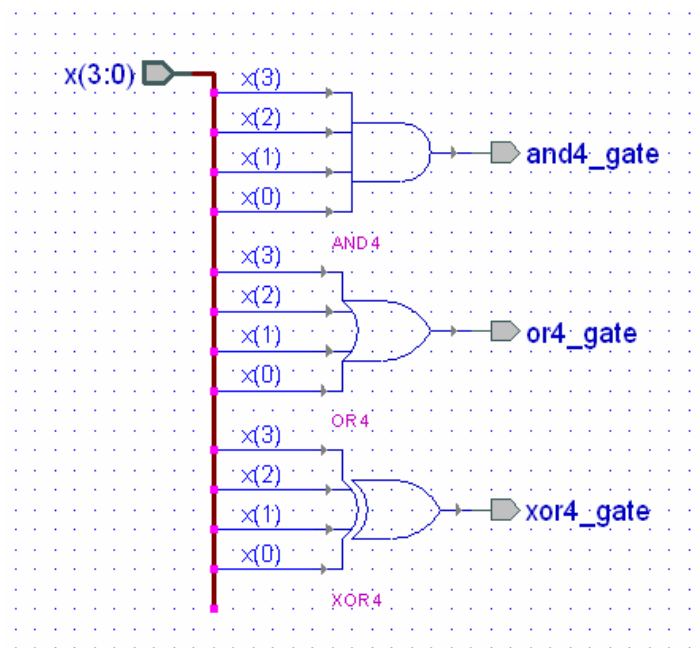 x(3:0)
x(3)
x(2)
x(1)
x(0)
and4_gate
AND4
x(3)
x(2)
x(1)
x(0)
or4_gate
OR4
x(3)
x(2)
x(1)
x(0)
xor4_gate
XOR4